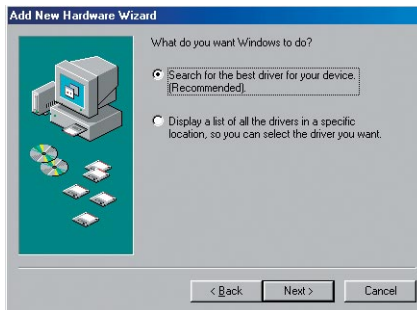 Add New Hardware Wizard
What do you want Windows to do?
Search for the best driver for your device.
(Recommended).
Display a list of all the drivers in a specific
location, so you can select the driver you want.
< Back
Next >
Cancel